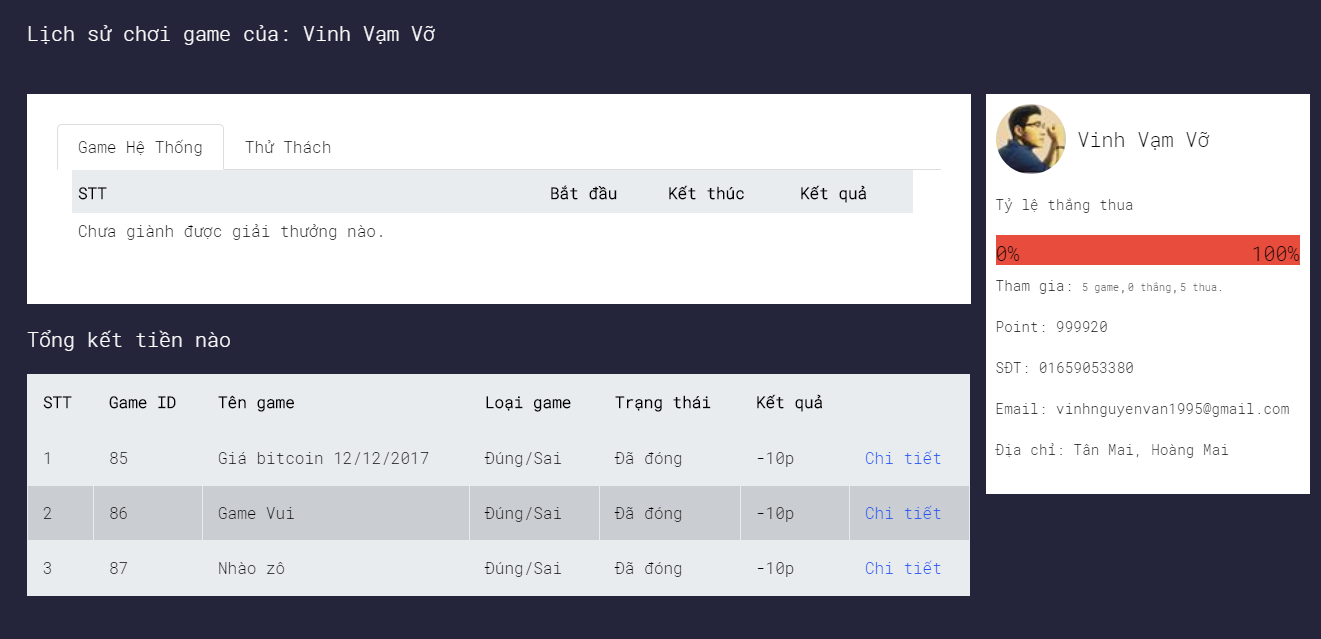 Lịch sử chơi game của: Vinh Vạm Vỡ
Game Hệ Thống Thử Thách
STT Bắt đầu Kết thúc Kết quả
Chưa giành được giải thưởng nào.
Tổng kết tiền nào
STT Game ID Tên game Loại game Trạng thái Kết quả
1 85 Giá bitcoin 12/12/2017 Đúng/Sai Đã đóng -10p Chi tiết
2 86 Game Vui Đúng/Sai Đã đóng -10p Chi tiết
3 87 Nhào zô Đúng/Sai Đã đóng -10p Chi tiết
Vinh Vạm Vỡ
Tỷ lệ thắng thua
0% 100%
Tham gia: 5 game,0 thắng,5 thua.
Point: 999920
SĐT: 01659053380
Email: vinhnguyenvan1995@gmail.com
Địa chỉ: Tân Mai, Hoàng Mai